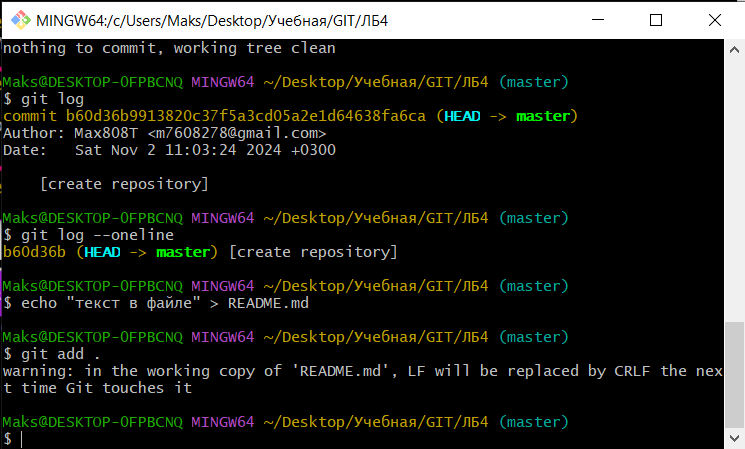 MINGW64:/c/Users/Maks/Desktop/Учебная/GIT/ЛБ4
nothing to commit, working tree clean
Maks@DESKTOP-0FPBCNQ MINGW64 ~/Desktop/Учебная/GIT/ЛБ4 (master)
$ git log
commit b60d36b9913820c37f5a3cd05a2e1d64638fa6ca (HEAD -> master)
Author: Max808T <m7608278@gmail.com>
Date:   Sat Nov 2 11:03:24 2024 +0300
    [create repository]
Maks@DESKTOP-0FPBCNQ MINGW64 ~/Desktop/Учебная/GIT/ЛБ4 (master)
$ git log --oneline
b60d36b (HEAD -> master) [create repository]
Maks@DESKTOP-0FPBCNQ MINGW64 ~/Desktop/Учебная/GIT/ЛБ4 (master)
$ echo "текст в файле" > README.md
Maks@DESKTOP-0FPBCNQ MINGW64 ~/Desktop/Учебная/GIT/ЛБ4 (master)
$ git add .
warning: in the working copy of 'README.md', LF will be replaced by CRLF the nex
t time Git touches it
Maks@DESKTOP-0FPBCNQ MINGW64 ~/Desktop/Учебная/GIT/ЛБ4 (master)
$